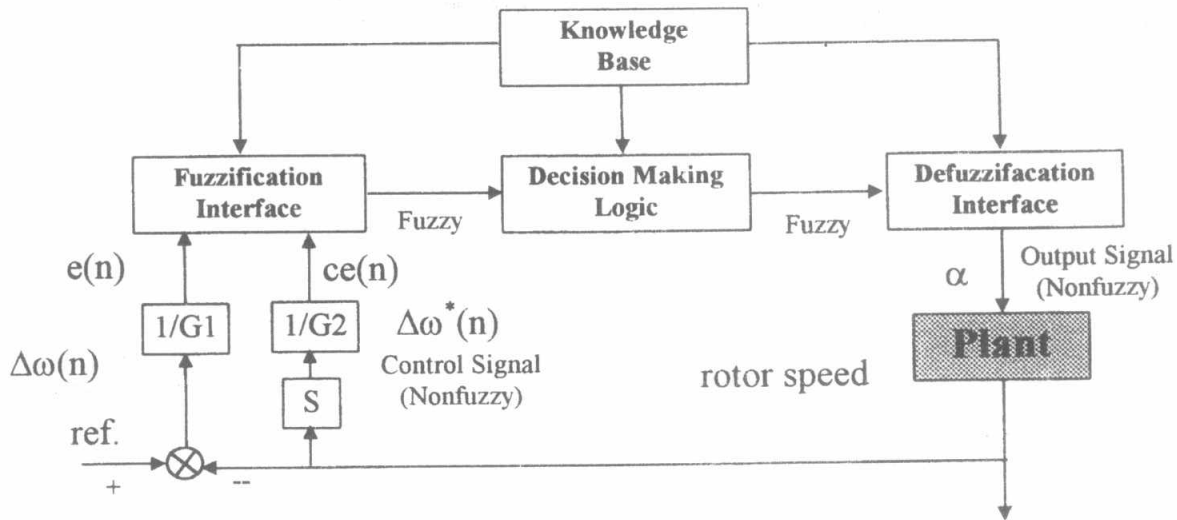 Knowledge
Base
Fuzzification
Interface
Decision Making
Logic
Defuzzifacation
Interface
Fuzzy
Fuzzy
e(n)
ce(n)
α
Output Signal
(Nonfuzzy)
1/G1
1/G2
Δω*(n)
Control Signal
(Nonfuzzy)
Plant
Δω(n)
S
rotor speed
ref.
+
--